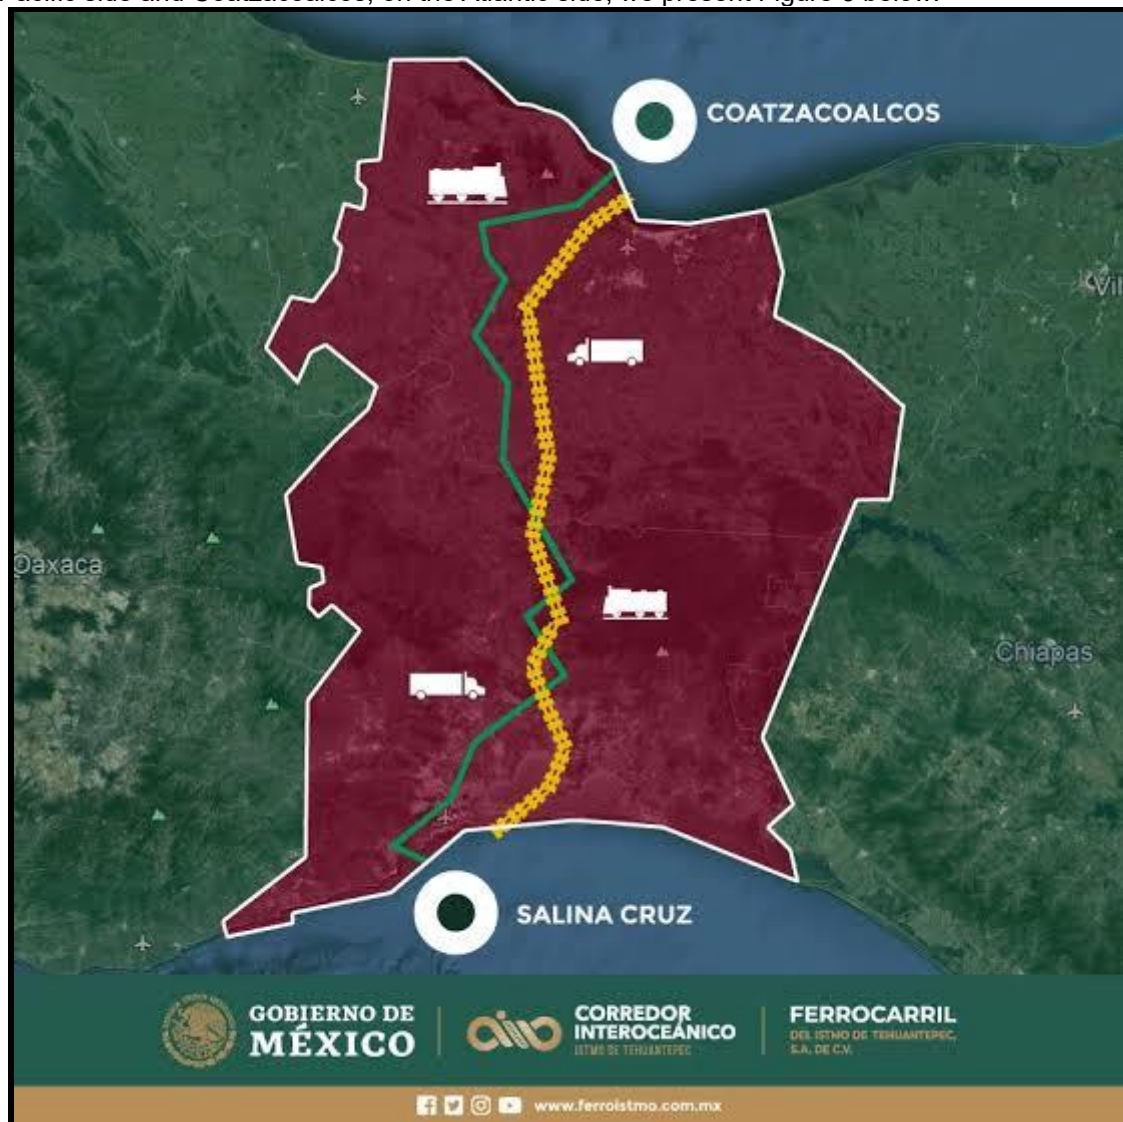 COATZACOALCOS
Vil
Oaxaca
Chiapas
SALINA CRUZ
GOBIERNO DE
MÉXICO
CORREDOR
INTEROCEÁNICO
ISTMO DE TEHUANTEPEC
FERROCARRIL
DEL ISTMO DE TEHUANTEPEC,
S.A. DE C.V.
www.ferroistmo.com.mx